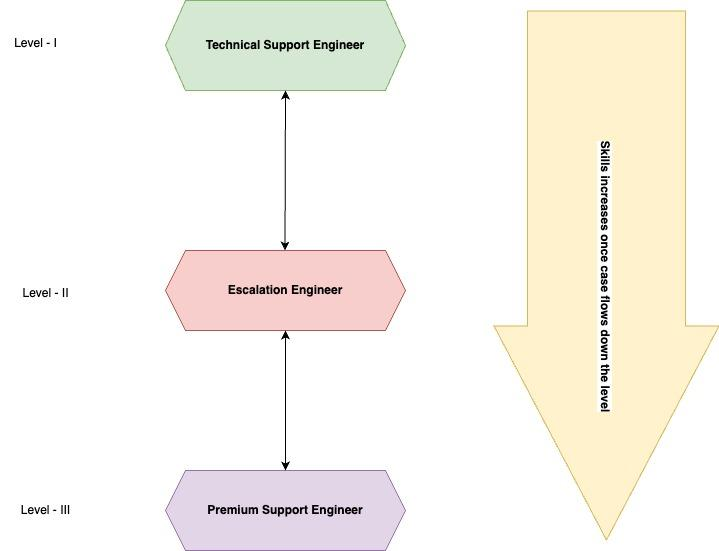 Level - I
Technical Support Engineer
Level - II
Escalation Engineer
Level - III
Premium Support Engineer
Skills increases once case flows down the level